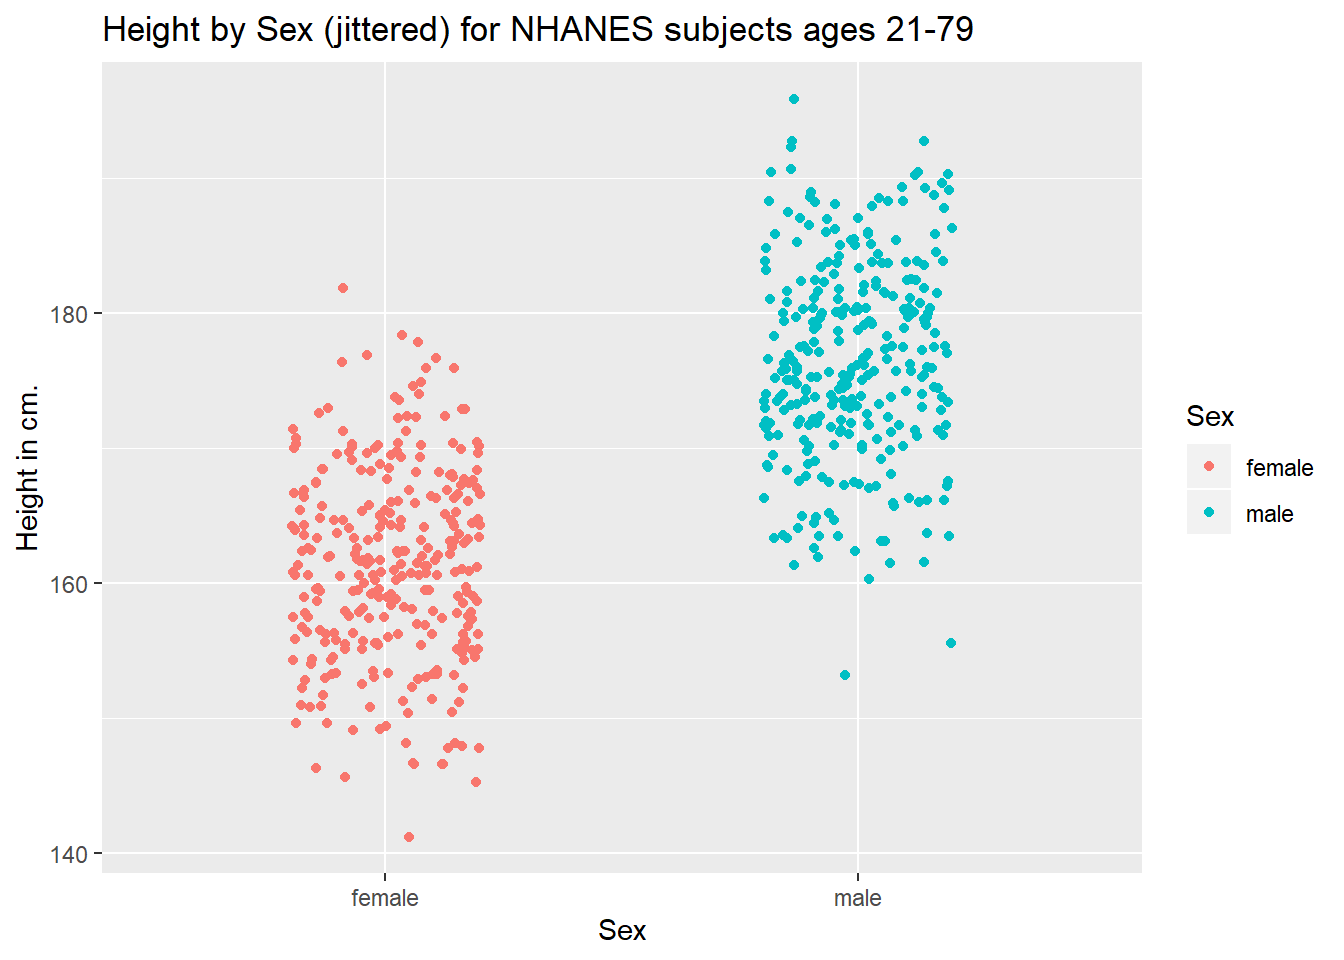 Height by Sex (jittered) for NHANES subjects ages 21-79
Height in cm.
180
160
140
female
male
Sex
Sex
female
male